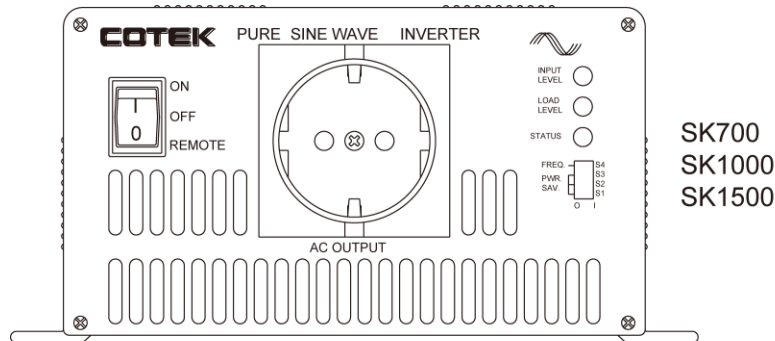 COTEK PURE SINE WAVE INVERTER
ON
OFF
REMOTE
I
0
INPUT
LEVEL
LOAD
LEVEL
STATUS
FREQ.
PWR.
SAV.
S4
S3
S2
S1
O I
AC OUTPUT
SK700
SK1000
SK1500